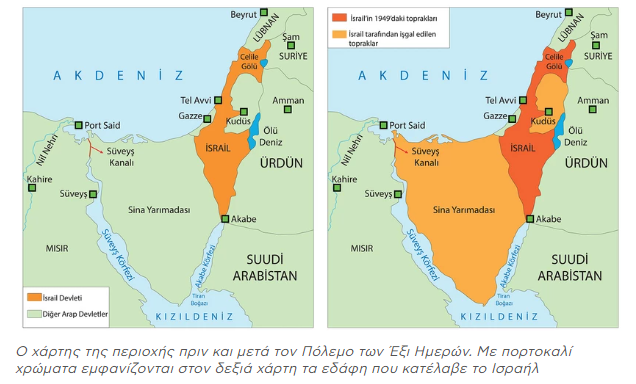 Beyrut
LÜBNAN
Şam
SURİYE
Celile
Gölü
AKDENİZ
Tel Avvi
Amman
Gazze
Kudüs
Port Said
Ölü
Deniz
İSRAİL
Nil Nehri
Süveyş
Kanalı
ÜRDÜN
Kahire
Süveyş
Sina Yarımadası
Akabe
MISIR
Süveyş Körfezi
Akabe Körfezi
SUUDİ
ARABİSTAN
Tiran
Boğazı
İsrail Devleti
Diğer Arap Devletler
KIZILDENİZ
İsrail'in 1949'daki toprakları
İsrail tarafından işgal edilen
topraklar
Beyrut
LÜBNAN
Şam
SURİYE
Celile
Gölü
AKDENİZ
Tel Avvi
Amman
Gazze
Kudüs
Port Said
Ölü
Deniz
İSRAİL
Nil Nehri
Süveyş
Kanalı
ÜRDÜN
Kahire
Süveyş
Sina Yarımadası
Akabe
MISIR
Süveyş Körfezi
Akabe Körfezi
SUUDİ
ARABİSTAN
Tiran
Boğazı
KIZILDENİZ
Ο χάρτης της περιοχής πριν και μετά τον Πόλεμο των Έξι Ημερών. Με πορτοκαλί
χρώματα εμφανίζονται στον δεξιά χάρτη τα εδάφη που κατέλαβε το Ισραήλ